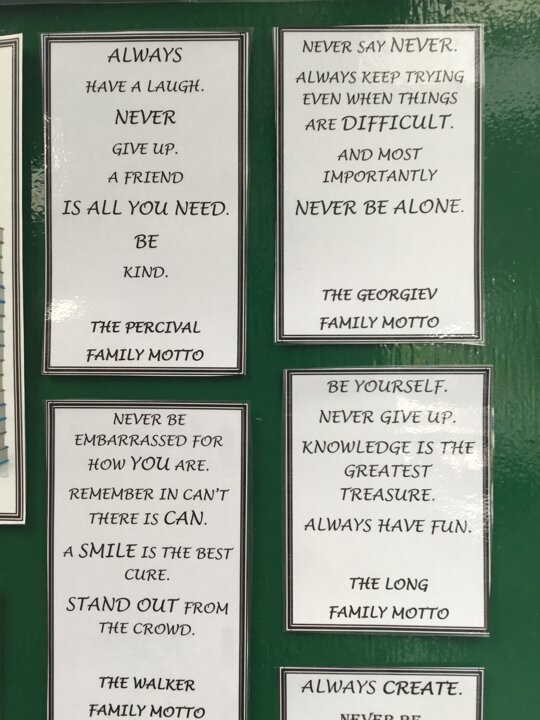 ALWAYS
HAVE A LAUGH.
NEVER
GIVE UP.
A FRIEND
IS ALL YOU NEED.
BE
KIND.
THE PERCIVAL
FAMILY MOTTO
NEVER SAY NEVER.
ALWAYS KEEP TRYING
EVEN WHEN THINGS
ARE DIFFICULT.
AND MOST
IMPORTANTLY
NEVER BE ALONE.
THE GEORGIEV
FAMILY MOTTO
NEVER BE
EMBARRASSED FOR
HOW YOU ARE.
REMEMBER IN CAN'T
THERE IS CAN.
A SMILE IS THE BEST
CURE.
STAND OUT FROM
THE CROWD.
THE WALKER
FAMILY MOTTO
BE YOURSELF.
NEVER GIVE UP.
KNOWLEDGE IS THE
GREATEST
TREASURE.
ALWAYS HAVE FUN.
THE LONG
FAMILY MOTTO
ALWAYS CREATE.
NEVER BE